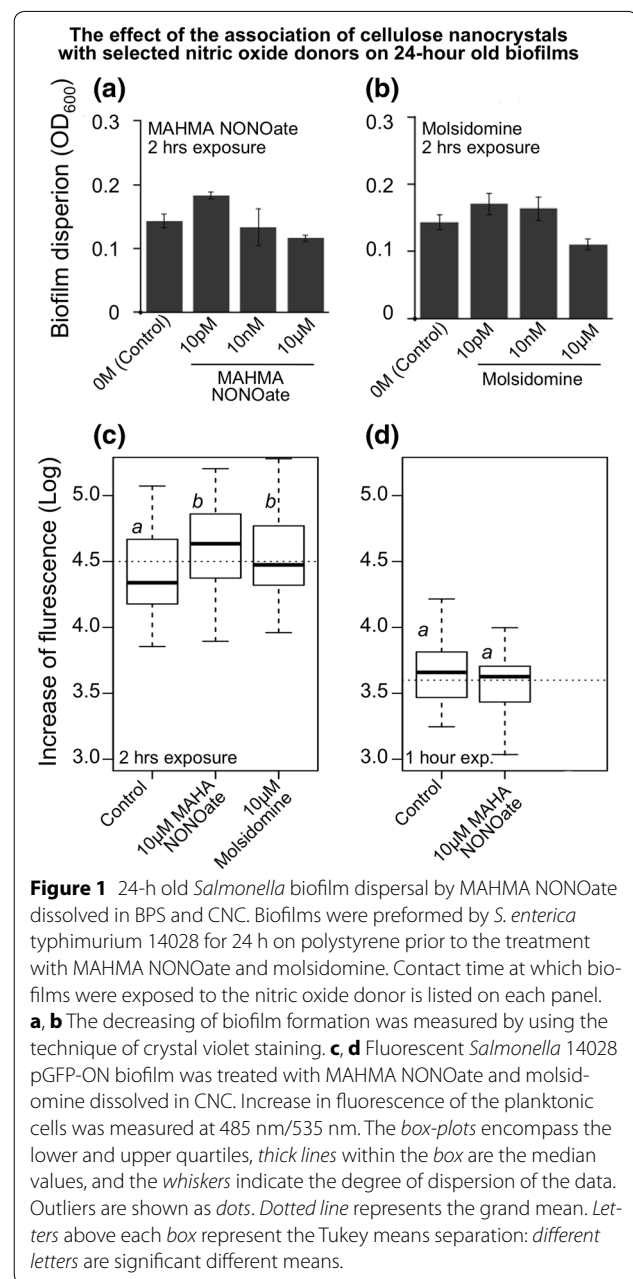 The effect of the association of cellulose nanocrystals
with selected nitric oxide donors on 24-hour old biofilms
(a)
Biofilm disperion (OD600)
0.3
0.2
0.1
0
MAHMA NONOate
2 hrs exposure
0M (Control)
10pM
10nM
10µM
MAHMA
NONOate
(b)
0.3
0.2
0.1
0
Molsidomine
2 hrs exposure
0M (Control)
10pM
10nM
10µM
Molsidomine
(c)
Increase of flurescence (Log)
5.0
4.5
4.0
3.5
3.0
a
b
b
2 hrs exposure
Control
10µM MAHA
NONOate
10µM
Molsidomine
(d)
5.0
4.5
4.0
3.5
3.0
a
a
1 hour exp.
Control
10µM MAHA
NONOate
Figure 1 24-h old Salmonella biofilm dispersal by MAHMA NONOate
dissolved in BPS and CNC. Biofilms were preformed by S. enterica
typhimurium 14028 for 24 h on polystyrene prior to the treatment
with MAHMA NONOate and molsidomine. Contact time at which bio-
films were exposed to the nitric oxide donor is listed on each panel.
a, b The decreasing of biofilm formation was measured by using the
technique of crystal violet staining. c, d Fluorescent Salmonella 14028
pGFP-ON biofilm was treated with MAHMA NONOate and molsid-
omine dissolved in CNC. Increase in fluorescence of the planktonic
cells was measured at 485 nm/535 nm. The box-plots encompass the
lower and upper quartiles, thick lines within the box are the median
values, and the whiskers indicate the degree of dispersion of the data.
Outliers are shown as dots. Dotted line represents the grand mean. Let-
ters above each box represent the Tukey means separation: different
letters are significant different means.